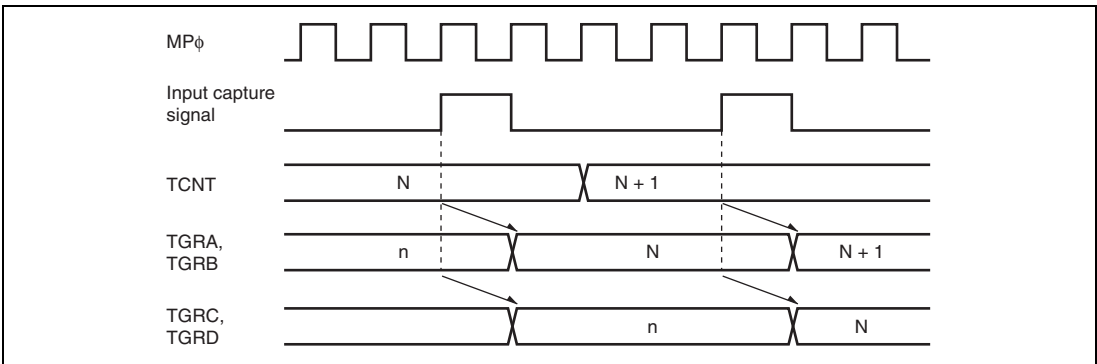 MPϕ
Input capture
signal
TCNT
N
N + 1
TGRA,
TGRB
n
N
N + 1
TGRC,
TGRD
n
N